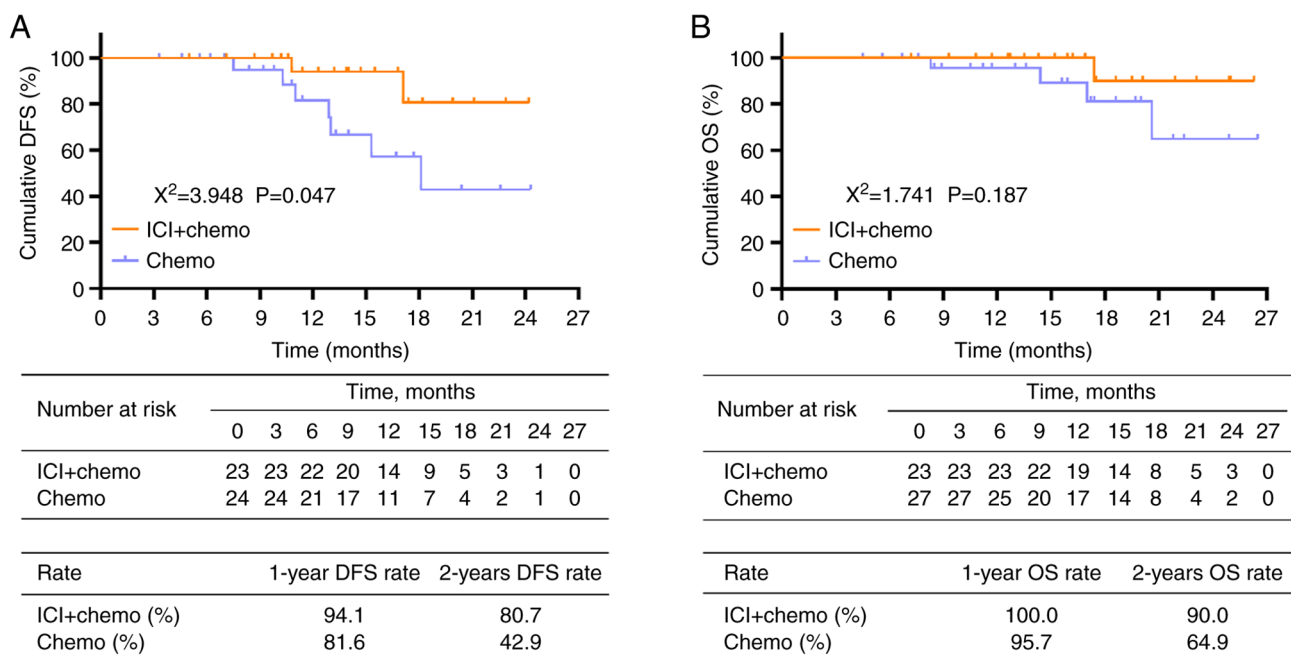 A
Cumulative DFS (%)
100
80
60
40
20
0
X²=3.948 P=0.047
ICI+chemo
Chemo
0 3 6 9 12 15 18 21 24 27
Time (months)
Number at risk
Time, months
0 3 6 9 12 15 18 21 24 27
ICI+chemo 23 23 22 20 14 9 5 3 1 0
Chemo 24 24 21 17 11 7 4 2 1 0
Rate 1-year DFS rate 2-years DFS rate
ICI+chemo (%) 94.1 80.7
Chemo (%) 81.6 42.9
B
Cumulative OS (%)
100
80
60
40
20
0
X²=1.741 P=0.187
ICI+chemo
Chemo
0 3 6 9 12 15 18 21 24 27
Time (months)
Number at risk
Time, months
0 3 6 9 12 15 18 21 24 27
ICI+chemo 23 23 23 22 19 14 8 5 3 0
Chemo 27 27 25 20 17 14 8 4 2 0
Rate 1-year OS rate 2-years OS rate
ICI+chemo (%) 100.0 90.0
Chemo (%) 95.7 64.9